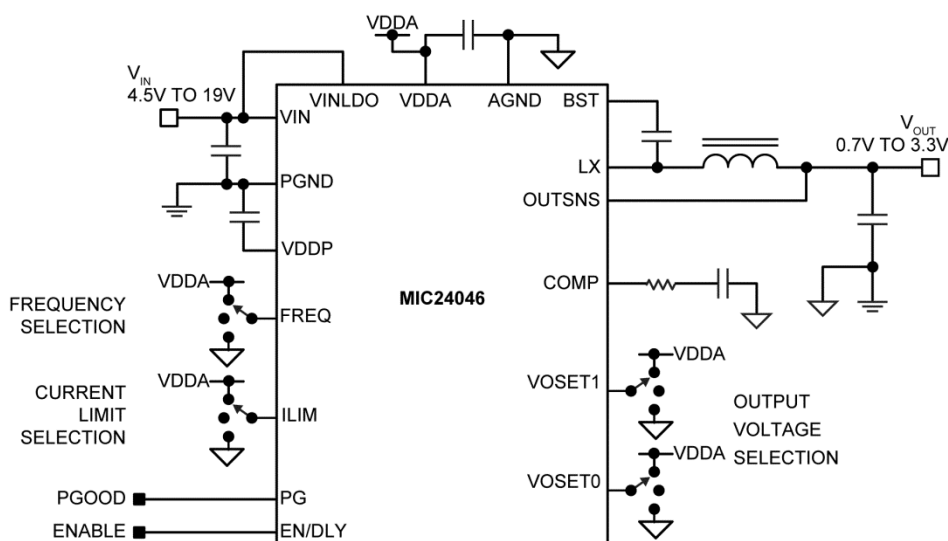 VDDA
V_IN
4.5V TO 19V
VINLDO
VDDA
AGND
BST
VIN
V_OUT
0.7V TO 3.3V
LX
PGND
OUTSNS
VDDP
VDDA
COMP
MIC24046
FREQUENCY
SELECTION
FREQ
VDDA
VDDA
VOSET1
CURRENT
LIMIT
SELECTION
ILIM
OUTPUT
VOLTAGE
SELECTION
VDDA
VOSET0
PGOOD
PG
ENABLE
EN/DLY